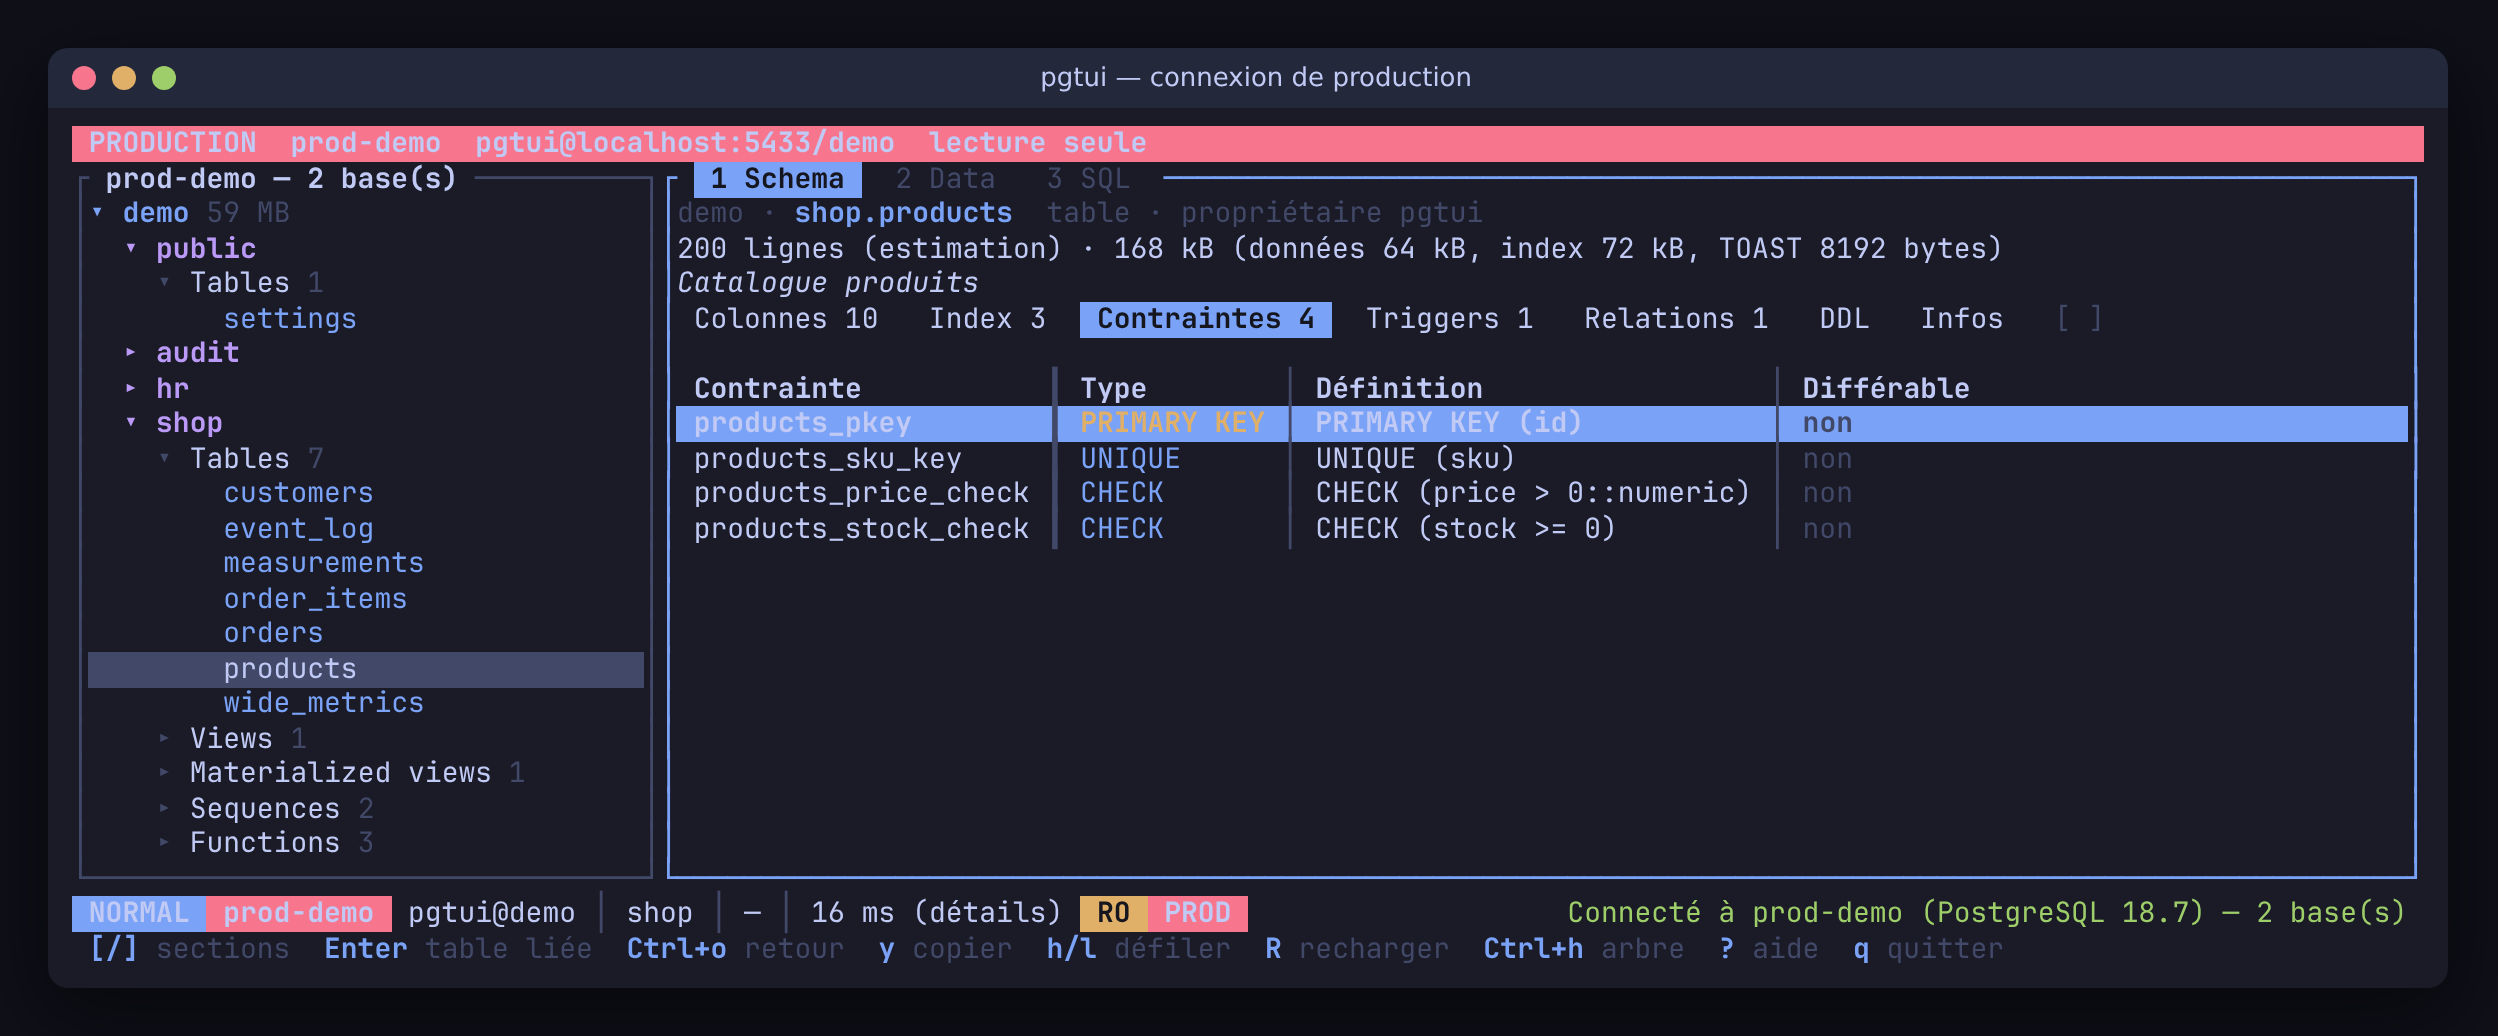 pgtui — connexion de production
PRODUCTION prod-demo pgtui@localhost:5433/demo lecture seule
prod-demo — 2 base(s)
▾ demo 59 MB
▾ public
▾ Tables 1
settings
▸ audit
▸ hr
▾ shop
▾ Tables 7
customers
event_log
measurements
order_items
orders
products
wide_metrics
▸ Views 1
▸ Materialized views 1
▸ Sequences 2
▸ Functions 3
1 Schema 2 Data 3 SQL
demo · shop.products table · propriétaire pgtui
200 lignes (estimation) · 168 kB (données 64 kB, index 72 kB, TOAST 8192 bytes)
Catalogue produits
Colonnes 10 Index 3 Contraintes 4 Triggers 1 Relations 1 DDL Infos [ ]
Contrainte │ Type │ Définition │ Différable
products_pkey │ PRIMARY KEY │ PRIMARY KEY (id) │ non
products_sku_key │ UNIQUE │ UNIQUE (sku) │ non
products_price_check │ CHECK │ CHECK (price > 0::numeric) │ non
products_stock_check │ CHECK │ CHECK (stock >= 0) │ non
NORMAL prod-demo pgtui@demo │ shop │ — │ 16 ms (détails) RO PROD Connecté à prod-demo (PostgreSQL 18.7) — 2 base(s)
[/] sections Enter table liée Ctrl+o retour y copier h/l défiler R recharger Ctrl+h arbre ? aide q quitter